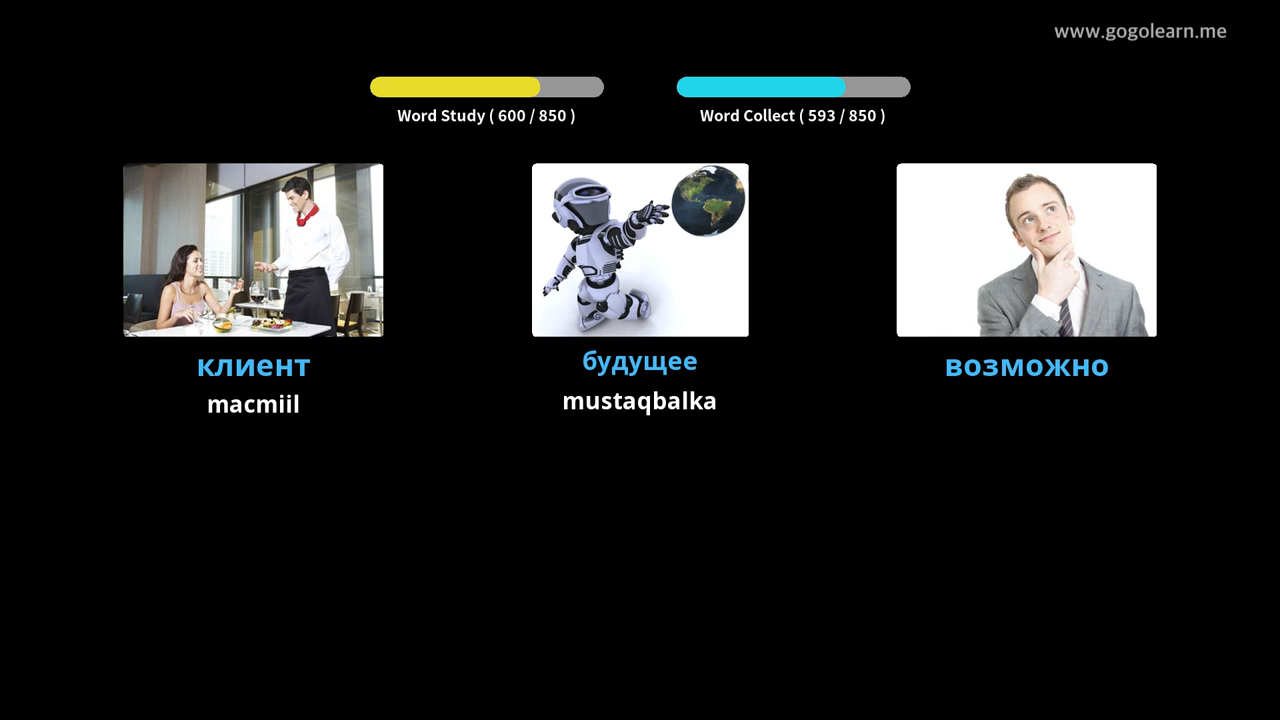 www.gogolearn.me
Word Study ( 600 / 850 )
Word Collect ( 593 / 850 )
клиент
macmiil
будущее
mustaqbalka
возможно